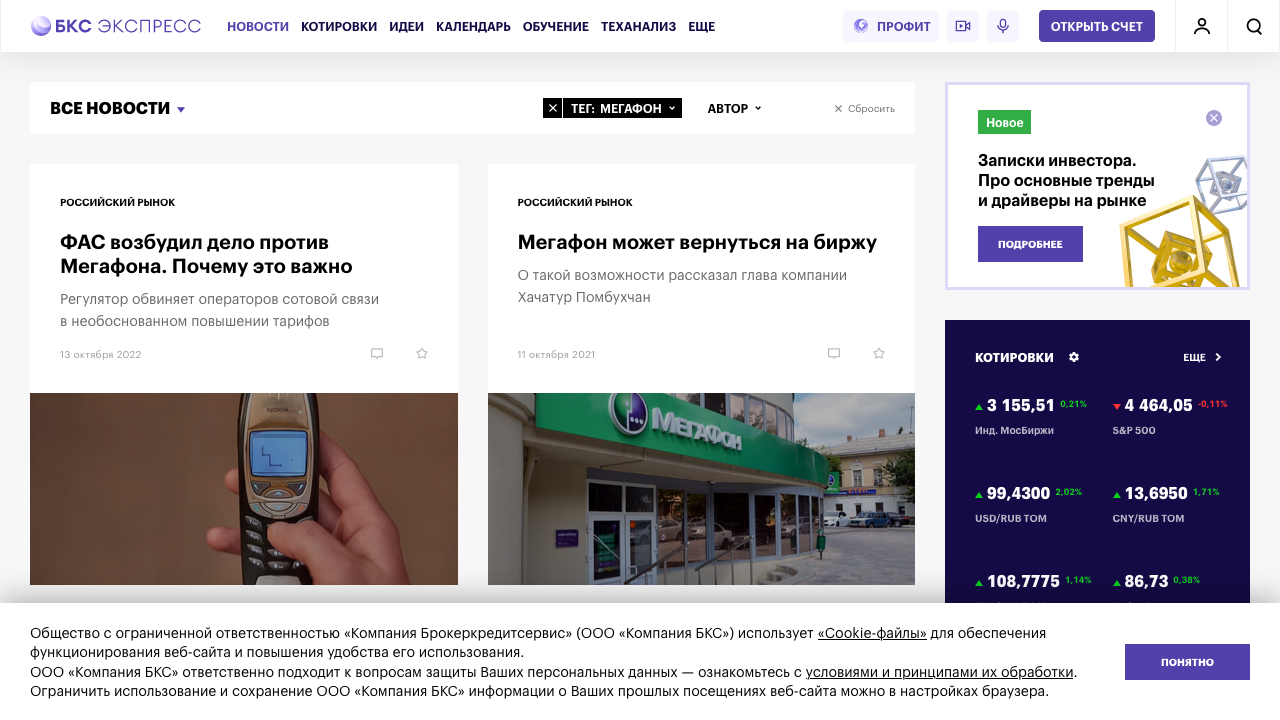 БКС ЭКСПРЕСС
НОВОСТИ КОТИРОВКИ ИДЕИ КАЛЕНДАРЬ ОБУЧЕНИЕ ТЕХАНАЛИЗ ЕЩЕ
ПРОФИТ
ОТКРЫТЬ СЧЕТ
ВСЕ НОВОСТИ
ТЕГ: МЕГАФОН
АВТОР
Сбросить
РОССИЙСКИЙ РЫНОК
ФАС возбудил дело против
Мегафона. Почему это важно
Регулятор обвиняет операторов сотовой связи
в необоснованном повышении тарифов
13 октября 2022
NOKIA
РОССИЙСКИЙ РЫНОК
Мегафон может вернуться на биржу
О такой возможности рассказал глава компании
Хачатур Помбухчан
11 октября 2021
МЕГАФОН
Новое
Записки инвестора.
Про основные тренды
и драйверы на рынке
ПОДРОБНЕЕ
КОТИРОВКИ
ЕЩЕ
3 155,51 0,21%
Инд. МосБиржи
4 464,05 -0,11%
S&P 500
99,4300 2,02%
USD/RUB TOM
13,6950 1,71%
CNY/RUB TOM
108,7775 1,14%
86,73 0,38%
Общество с ограниченной ответственностью «Компания Брокеркредитсервис» (ООО «Компания БКС») использует «Cookie-файлы» для обеспечения
функционирования веб-сайта и повышения удобства его использования.
ООО «Компания БКС» ответственно подходит к вопросам защиты Ваших персональных данных — ознакомьтесь с условиями и принципами их обработки.
Ограничить использование и сохранение ООО «Компания БКС» информации о Ваших прошлых посещениях веб-сайта можно в настройках браузера.
ПОНЯТНО